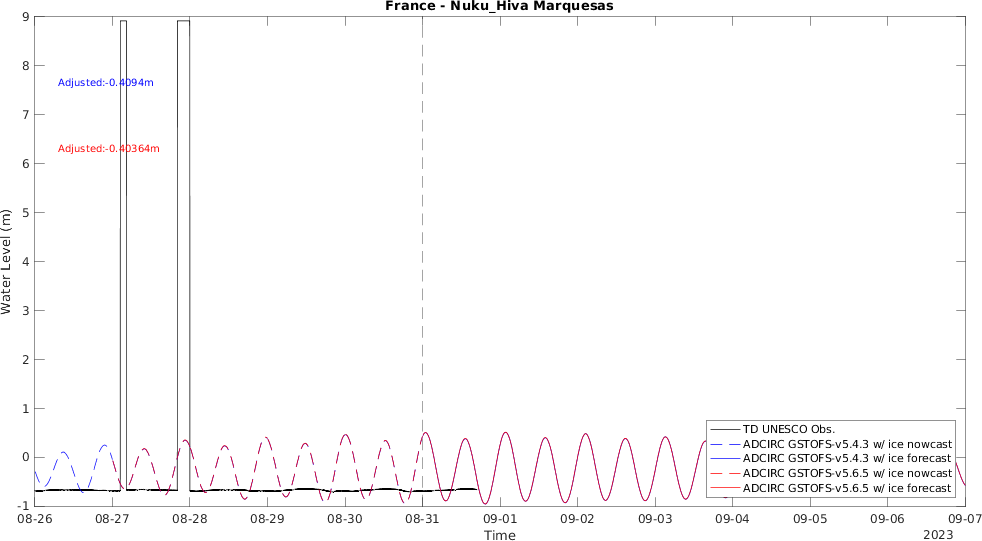 France - Nuku_Hiva Marquesas
9
8
7
6
5
4
3
2
1
0
-1
Water Level (m)
Adjusted:-0.4094m
Adjusted:-0.40364m
TD UNESCO Obs.
ADCIRC GSTOFS-v5.4.3 w/ ice nowcast
ADCIRC GSTOFS-v5.4.3 w/ ice forecast
ADCIRC GSTOFS-v5.6.5 w/ ice nowcast
ADCIRC GSTOFS-v5.6.5 w/ ice forecast
08-26 08-27 08-28 08-29 08-30 08-31 09-01 09-02 09-03 09-04 09-05 09-06 09-07
Time
2023